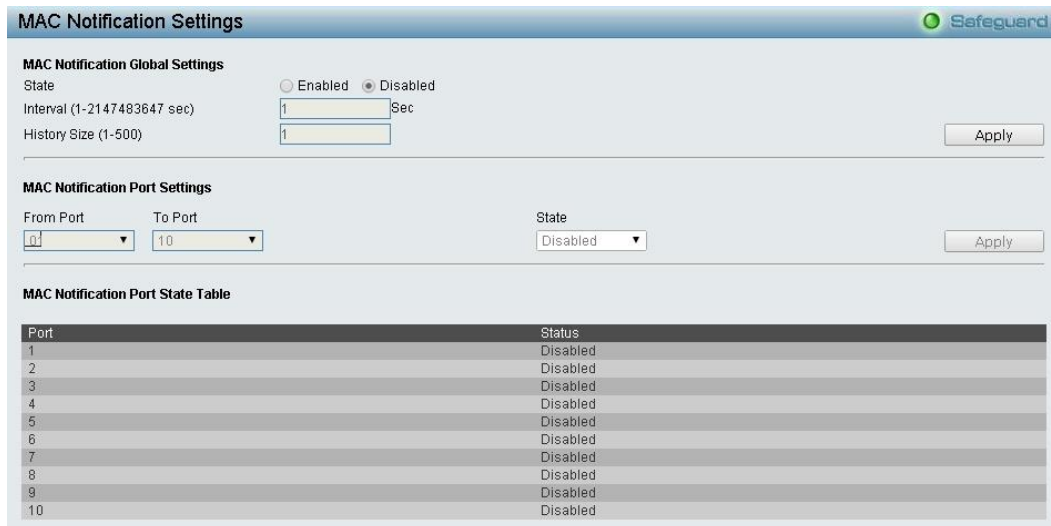 MAC Notification Settings
Safeguard
MAC Notification Global Settings
State Enabled Disabled
Interval (1-2147483647 sec) 1 Sec
History Size (1-500) 1
Apply
MAC Notification Port Settings
From Port To Port State
01 10 Disabled Apply
MAC Notification Port State Table
Port Status
1 Disabled
2 Disabled
3 Disabled
4 Disabled
5 Disabled
6 Disabled
7 Disabled
8 Disabled
9 Disabled
10 Disabled